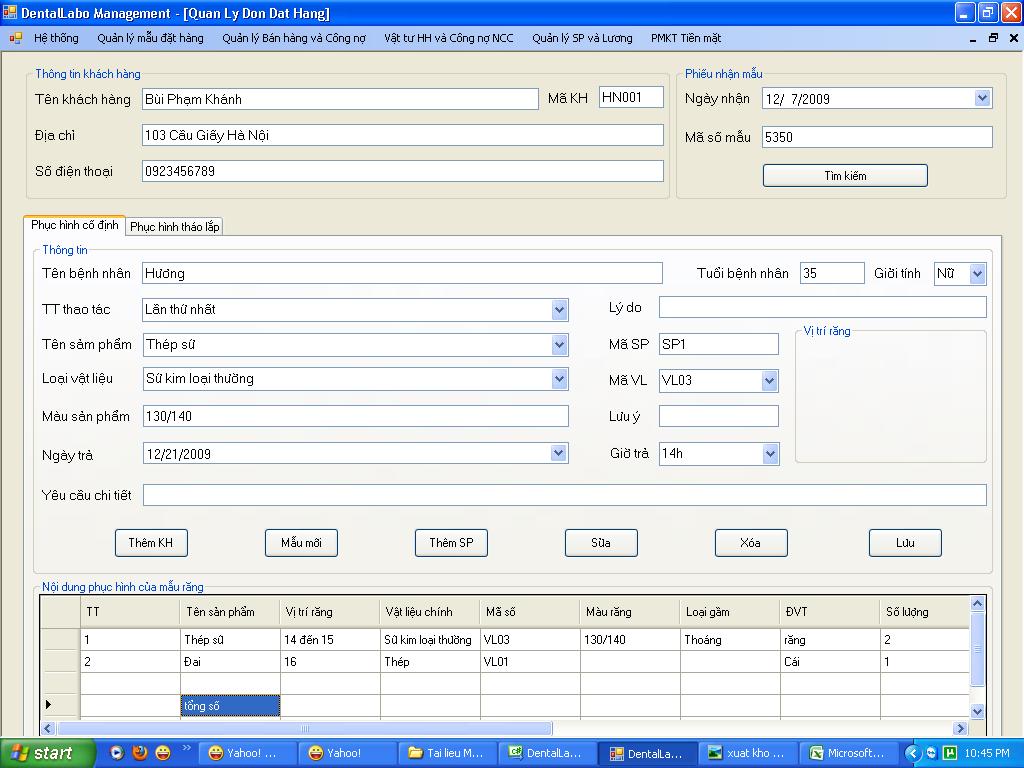 DentalLabo Management - [Quan Ly Don Dat Hang]
Hệ thống Quản lý mẫu đặt hàng Quản lý Bán hàng và Công nợ Vật tư HH và Công nợ NCC Quản lý SP và Lương PMKT Tiền mặt
Thông tin khách hàng
Tên khách hàng Bùi Phạm Khánh Mã KH HN001
Địa chỉ 103 Cầu Giấy Hà Nội
Số điện thoại 0923456789
Phiếu nhận mẫu
Ngày nhận 12/ 7/2009
Mã số mẫu 5350
Tìm kiếm
Phục hình cố định Phục hình tháo lắp
Thông tin
Tên bệnh nhân Hương Tuổi bệnh nhân 35 Giới tính Nữ
TT thao tác Lần thứ nhất Lý do
Tên sảm phẩm Thép sứ Mã SP SP1 Vị trí răng
Loại vật liệu Sứ kim loại thường Mã VL VL03
Màu sản phẩm 130/140 Lưu ý
Ngày trả 12/21/2009 Giờ trả 14h
Yêu cầu chi tiết
Thêm KH Mẫu mới Thêm SP Sửa Xóa Lưu
Nội dung phục hình của mẫu răng
TT Tên sản phẩm Vị trí răng Vật liệu chính Mã số Màu răng Loại gầm ĐVT Số lượng
1 Thép sứ 14 đến 15 Sứ kim loại thường VL03 130/140 Thoáng răng 2
2 Đai 16 Thép VL01 Cái 1
tổng số
start Yahoo! ... Yahoo! Tai lieu M... DentalLa... DentalLa... xuat kho ... Microsoft... 10:45 PM